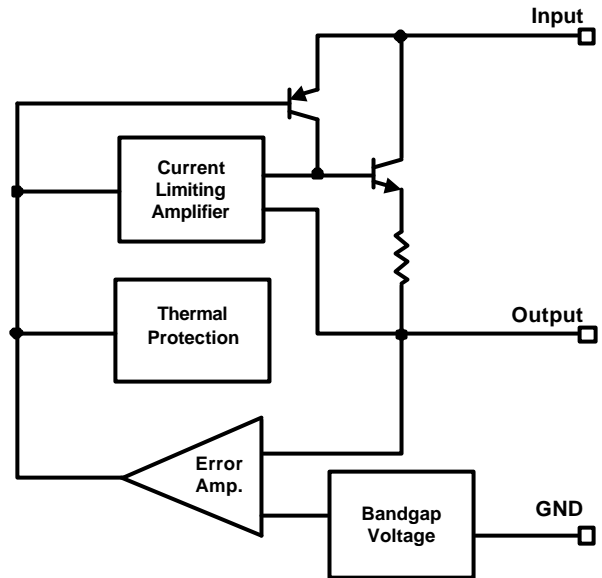 Input
Current
Limiting
Amplifier
Thermal
Protection
Output
Error
Amp.
Bandgap
Voltage
GND